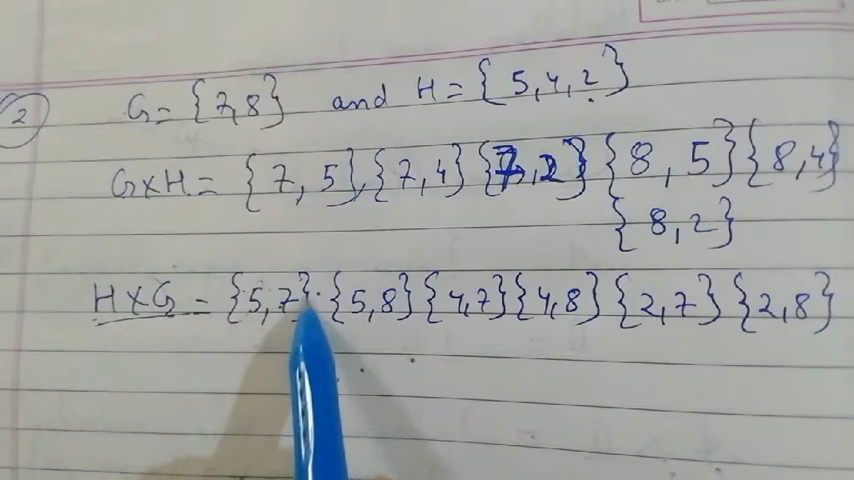 2
G = {7,8} and H = {5,4,2}
G×H = {7, 5},{7,4}{7,2}{8,5}{8,4}
{8,2}
H×G = {5,7}.{5,8}{4,7}{4,8}{2,7}{2,8}